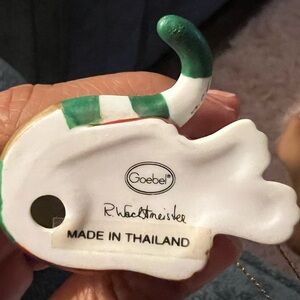 Goebel®
R. Wachtmeister
MADE IN THAILAND